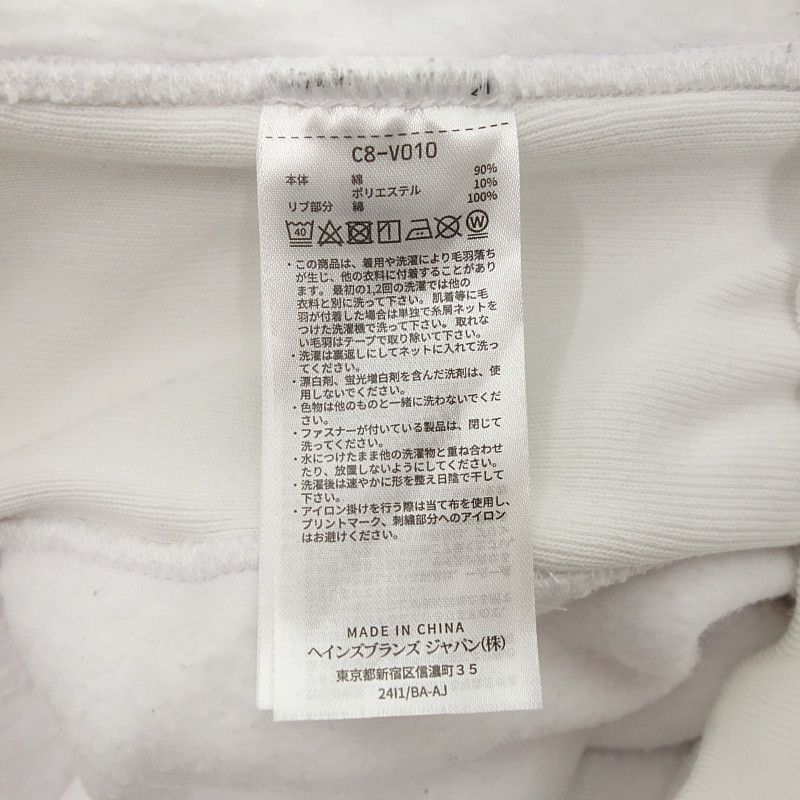 C8-V010
本体 綿 90%
ポリエステル 10%
リブ部分 綿 100%
40 W
・この商品は、着用や洗濯により毛羽落ち
が生じ、他の衣料に付着することがあり
ます。最初の1,2回の洗濯では他の
衣料と別に洗って下さい。肌着等に毛
羽が付着した場合は単独で糸屑ネットを
つけた洗濯機で洗って下さい。取れな
い毛羽はテープで取り除いて下さい。
・洗濯は裏返しにしてネットに入れて洗っ
てください。
・漂白剤、蛍光増白剤を含んだ洗剤は、使
用しないでください。
・色物は他のものと一緒に洗わないでくだ
さい。
・ファスナーが付いている製品は、閉じて
洗ってください。
・水につけたまま他の洗濯物と重ね合わせ
たり、放置しないようにしてください。
・洗濯後は速やかに形を整え日陰で干して
下さい。
・アイロン掛けを行う際は当て布を使用し、
プリントマーク、刺繍部分へのアイロン
はお避けください。
MADE IN CHINA
ヘインズブランズ ジャパン(株)
東京都新宿区信濃町35
24I1/BA-AJ